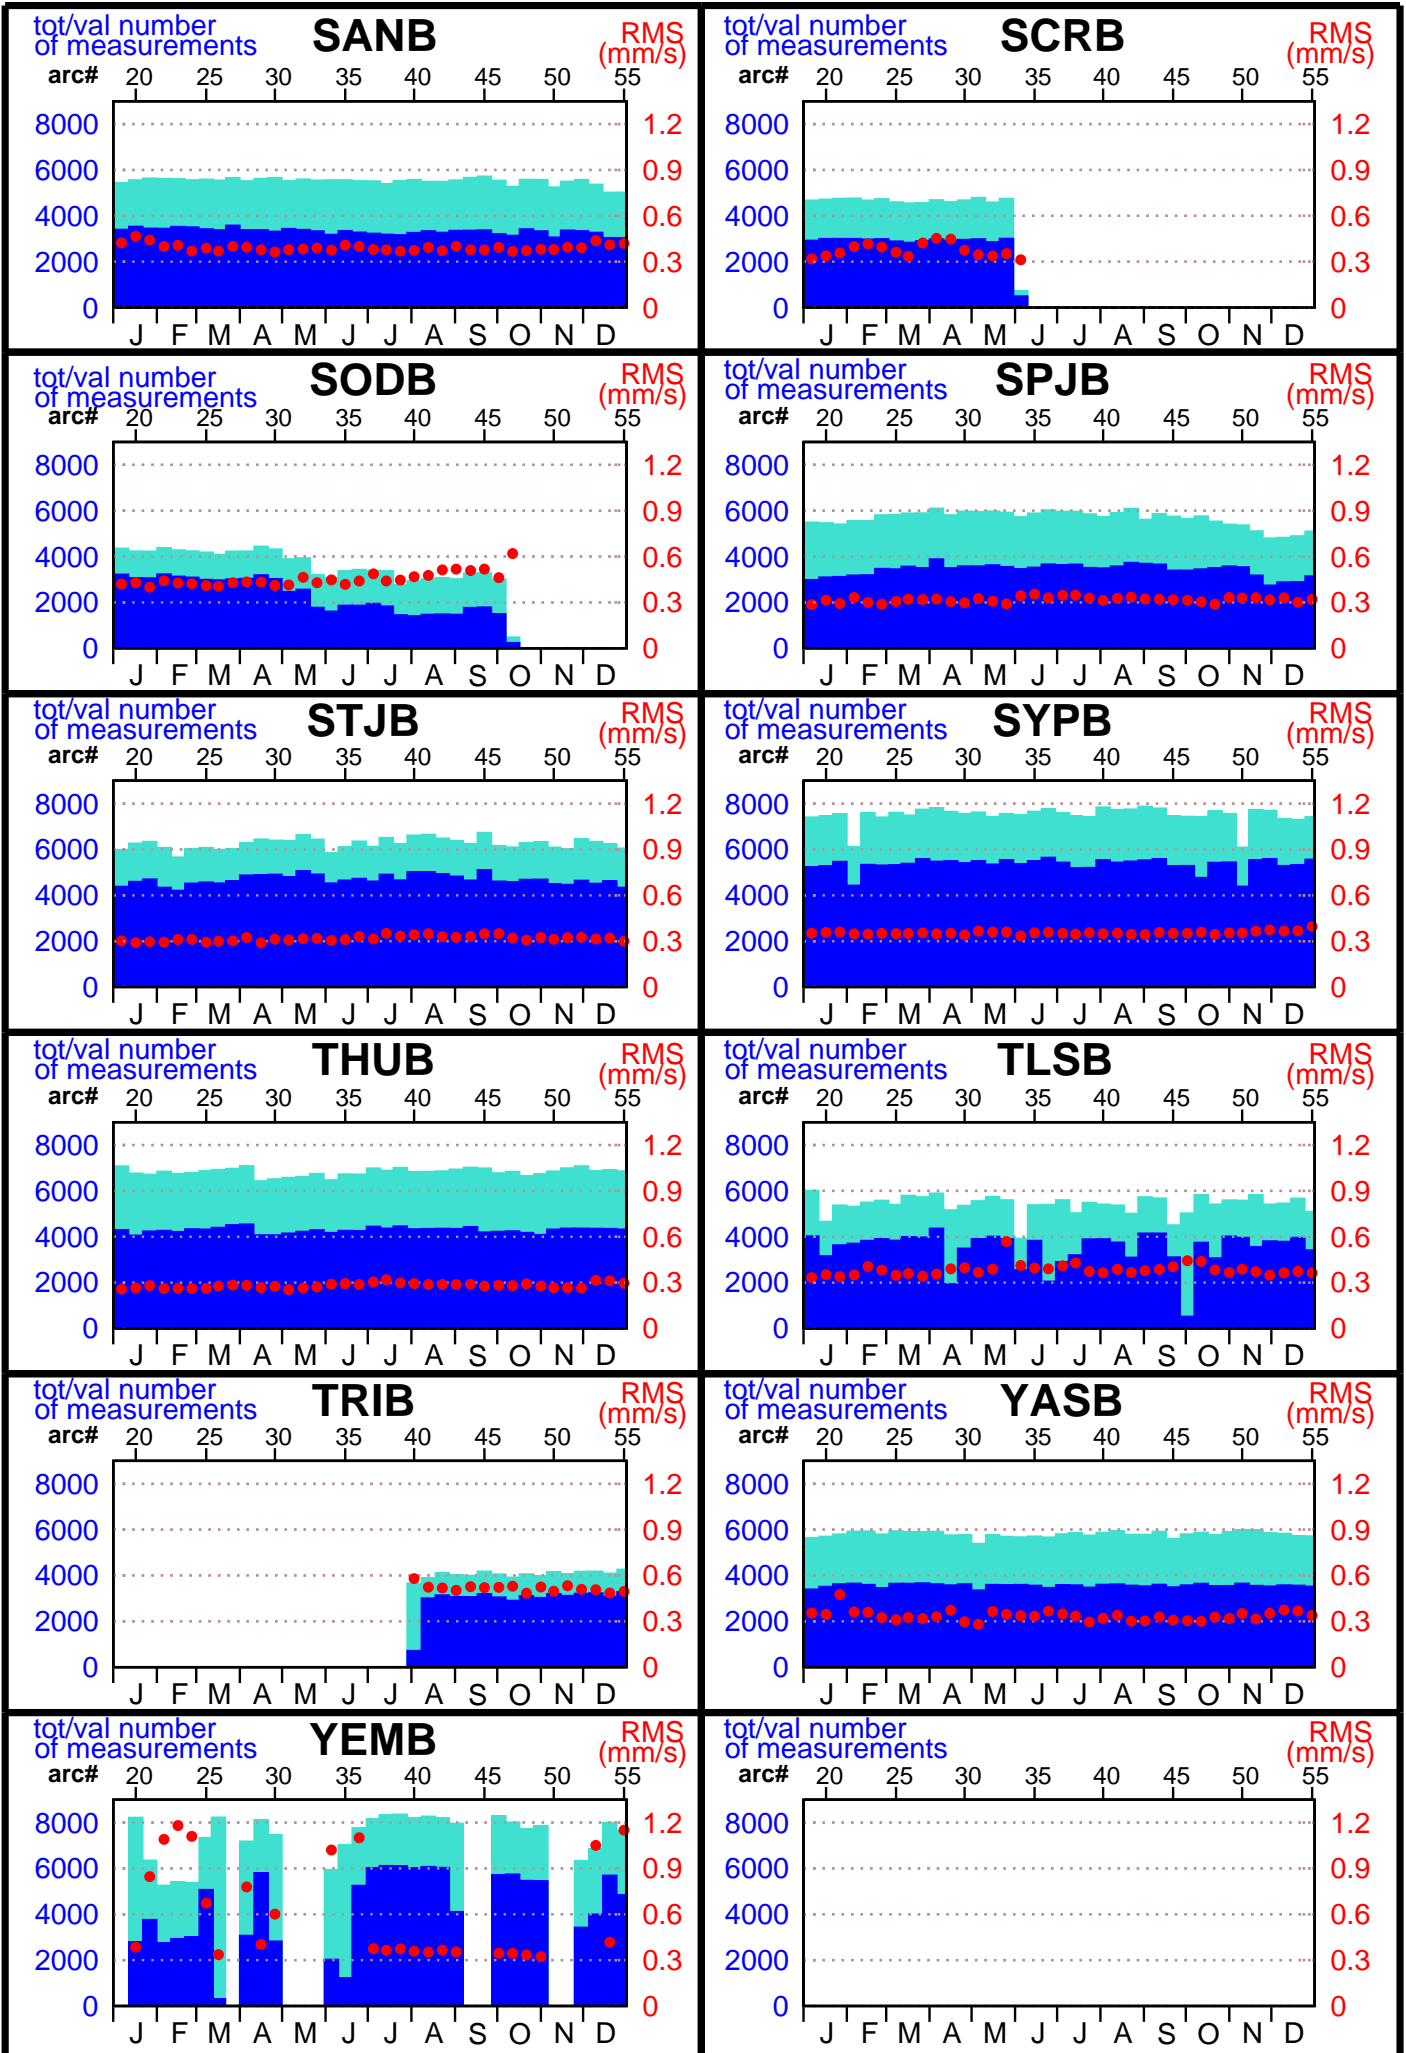 tot/val number
of measurements
SANB
RMS
(mm/s)
arc# 20 25 30 35 40 45 50 55
8000 1.2
6000 0.9
4000 0.6
2000 0.3
0 0
J F M A M J J A S O N D
tot/val number
of measurements
SCRB
RMS
(mm/s)
arc# 20 25 30 35 40 45 50 55
8000 1.2
6000 0.9
4000 0.6
2000 0.3
0 0
J F M A M J J A S O N D
tot/val number
of measurements
SODB
RMS
(mm/s)
arc# 20 25 30 35 40 45 50 55
8000 1.2
6000 0.9
4000 0.6
2000 0.3
0 0
J F M A M J J A S O N D
tot/val number
of measurements
SPJB
RMS
(mm/s)
arc# 20 25 30 35 40 45 50 55
8000 1.2
6000 0.9
4000 0.6
2000 0.3
0 0
J F M A M J J A S O N D
tot/val number
of measurements
STJB
RMS
(mm/s)
arc# 20 25 30 35 40 45 50 55
8000 1.2
6000 0.9
4000 0.6
2000 0.3
0 0
J F M A M J J A S O N D
tot/val number
of measurements
SYPB
RMS
(mm/s)
arc# 20 25 30 35 40 45 50 55
8000 1.2
6000 0.9
4000 0.6
2000 0.3
0 0
J F M A M J J A S O N D
tot/val number
of measurements
THUB
RMS
(mm/s)
arc# 20 25 30 35 40 45 50 55
8000 1.2
6000 0.9
4000 0.6
2000 0.3
0 0
J F M A M J J A S O N D
tot/val number
of measurements
TLSB
RMS
(mm/s)
arc# 20 25 30 35 40 45 50 55
8000 1.2
6000 0.9
4000 0.6
2000 0.3
0 0
J F M A M J J A S O N D
tot/val number
of measurements
TRIB
RMS
(mm/s)
arc# 20 25 30 35 40 45 50 55
8000 1.2
6000 0.9
4000 0.6
2000 0.3
0 0
J F M A M J J A S O N D
tot/val number
of measurements
YASB
RMS
(mm/s)
arc# 20 25 30 35 40 45 50 55
8000 1.2
6000 0.9
4000 0.6
2000 0.3
0 0
J F M A M J J A S O N D
tot/val number
of measurements
YEMB
RMS
(mm/s)
arc# 20 25 30 35 40 45 50 55
8000 1.2
6000 0.9
4000 0.6
2000 0.3
0 0
J F M A M J J A S O N D
tot/val number
of measurements
RMS
(mm/s)
arc# 20 25 30 35 40 45 50 55
8000 1.2
6000 0.9
4000 0.6
2000 0.3
0 0
J F M A M J J A S O N D